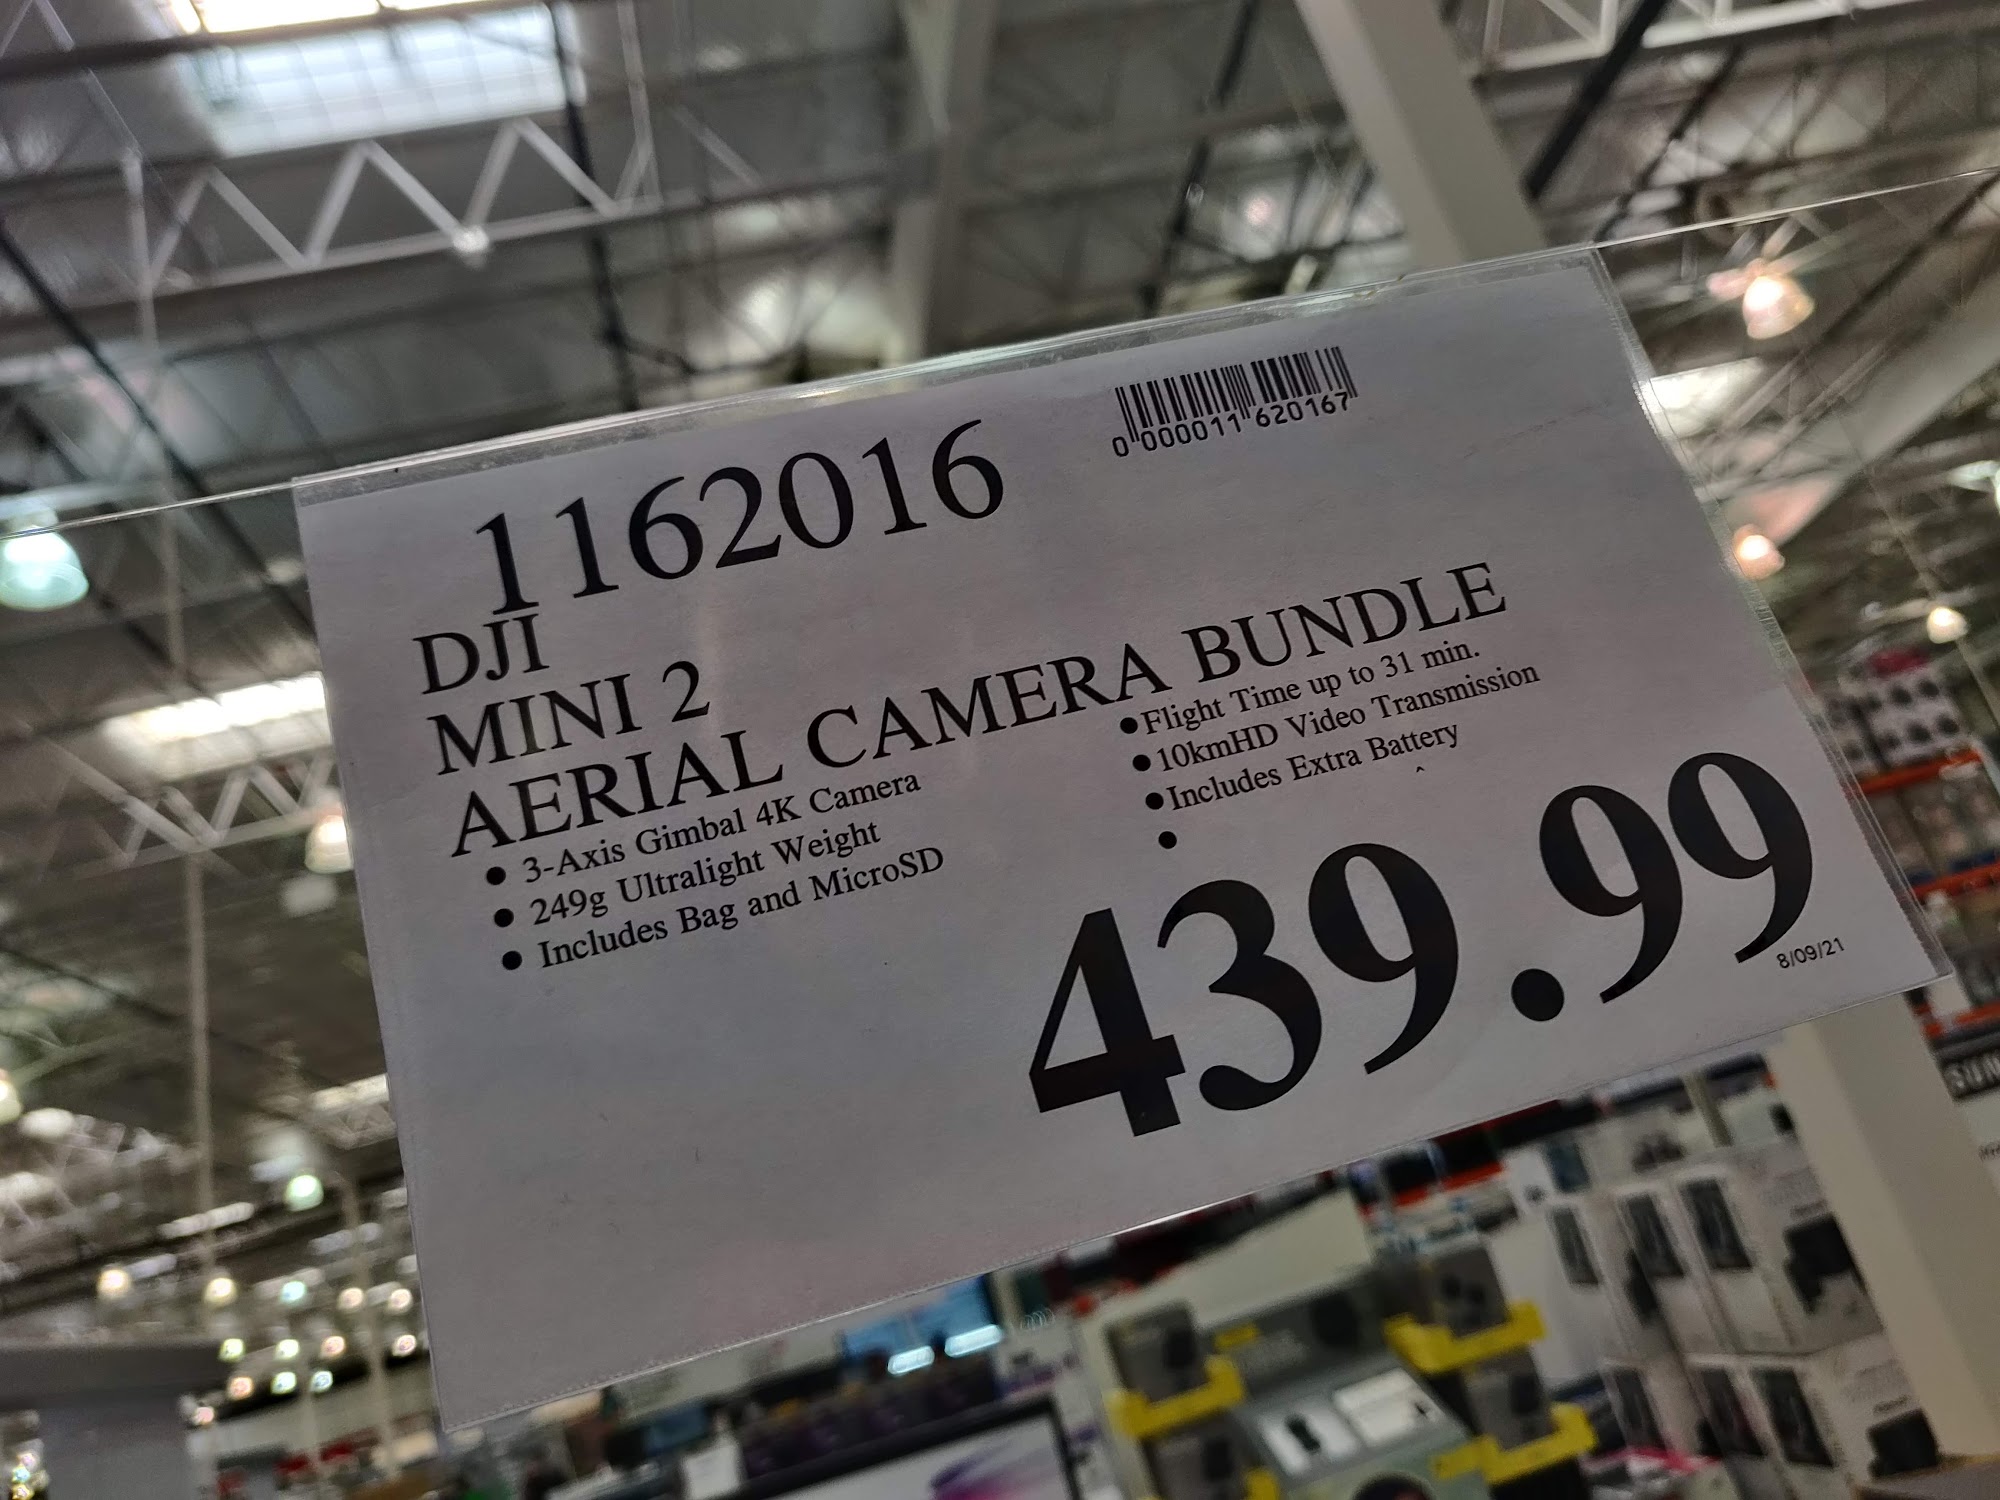 0 000011 620167
1162016
DJI
MINI 2
AERIAL CAMERA BUNDLE
• 3-Axis Gimbal 4K Camera
• 249g Ultralight Weight
• Includes Bag and MicroSD
•Flight Time up to 31 min.
•10kmHD Video Transmission
•Includes Extra Battery
•
439.99
8/09/21